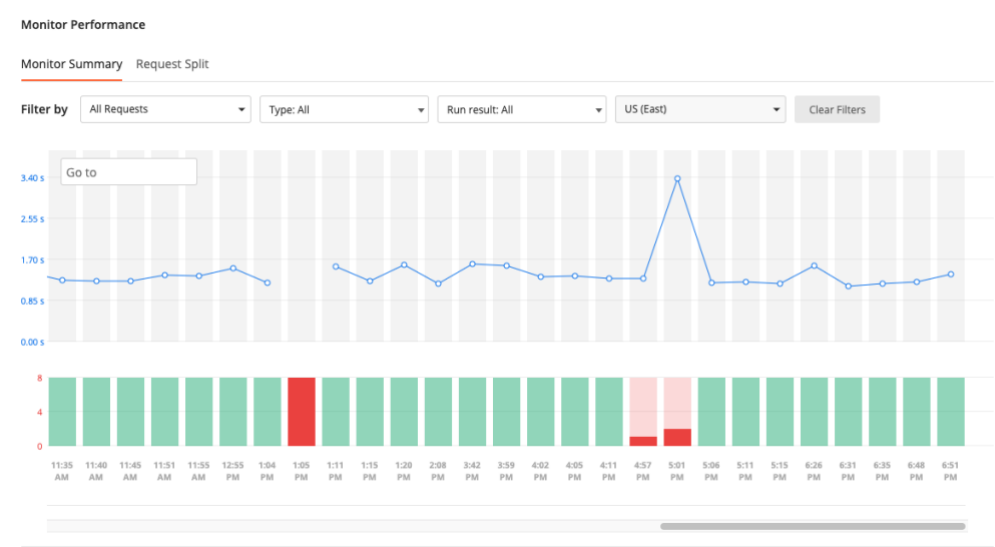 Monitor Performance
Monitor Summary Request Split
Filter by All Requests Type: All Run result: All US (East) Clear Filters
Go to
3.40 s
2.55 s
1.70 s
0.85 s
0.00 s
8
4
0
11:35 AM 11:40 AM 11:45 AM 11:51 AM 11:55 AM 12:55 PM 1:04 PM 1:05 PM 1:11 PM 1:15 PM 1:20 PM 2:08 PM 3:42 PM 3:59 PM 4:02 PM 4:05 PM 4:11 PM 4:57 PM 5:01 PM 5:06 PM 5:11 PM 5:15 PM 6:26 PM 6:31 PM 6:35 PM 6:48 PM 6:51 PM